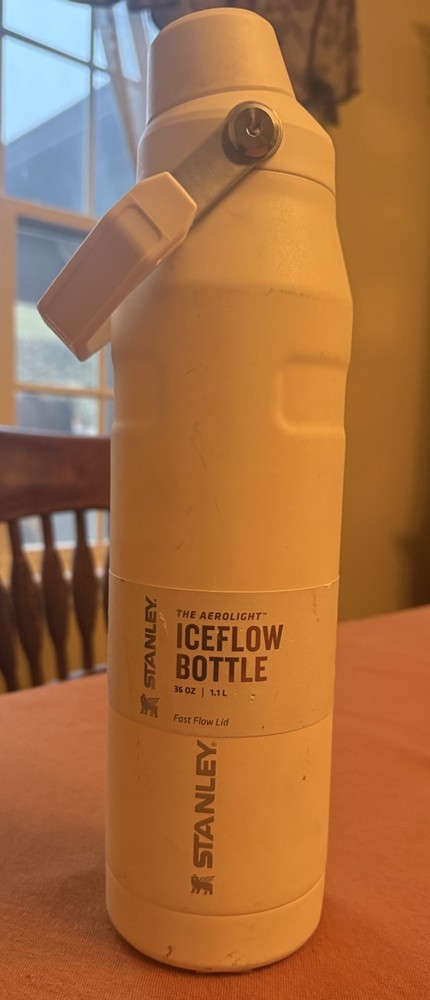 STANLEY®
THE AEROLIGHT™
ICEFLOW
BOTTLE
36 OZ | 1.1 L
Fast Flow Lid
STANLEY®